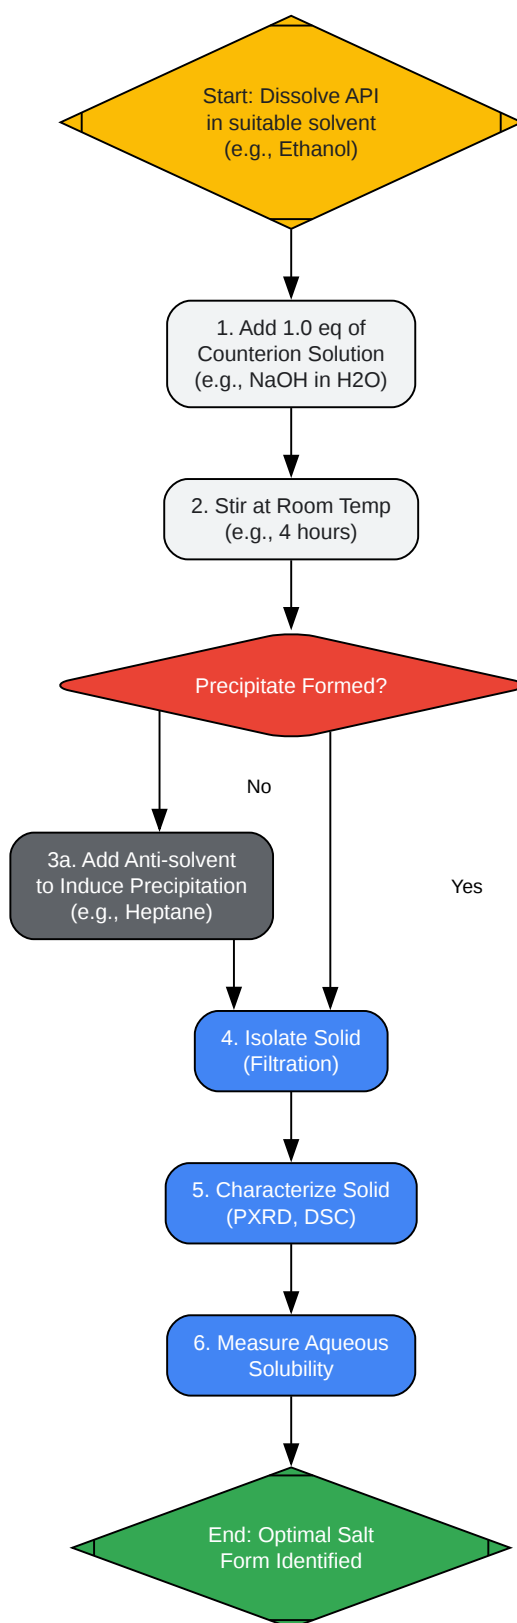 Start: Dissolve API
in suitable solvent
(e.g., Ethanol)
1. Add 1.0 eq of
Counterion Solution
(e.g., NaOH in H2O)
2. Stir at Room Temp
(e.g., 4 hours)
Precipitate Formed?
No
3a. Add Anti-solvent
to Induce Precipitation
(e.g., Heptane)
Yes
4. Isolate Solid
(Filtration)
5. Characterize Solid
(PXRD, DSC)
6. Measure Aqueous
Solubility
End: Optimal Salt
Form Identified